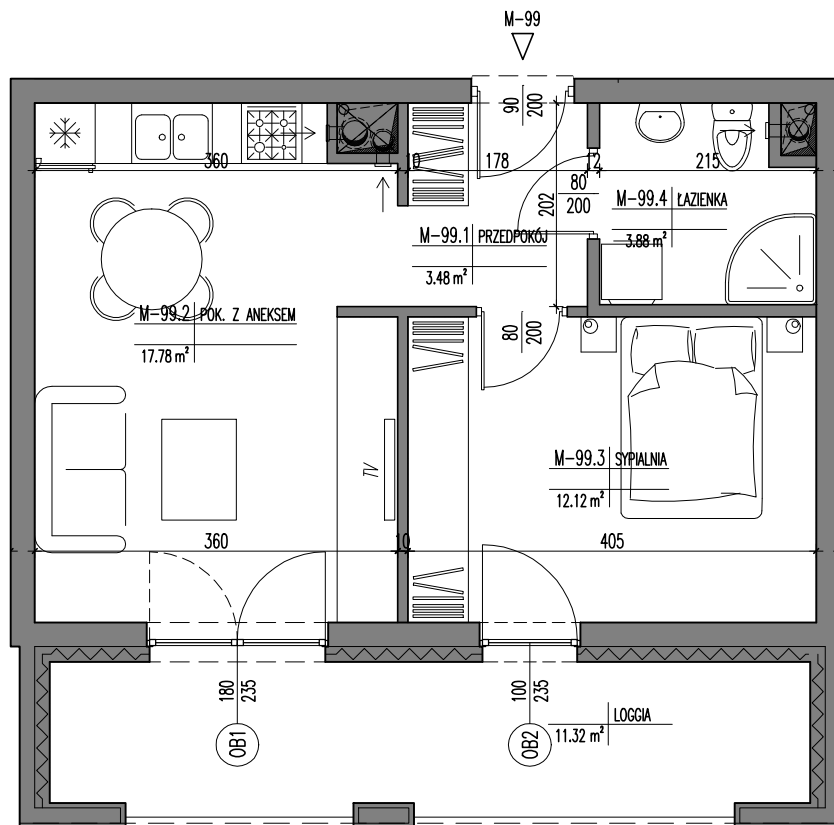 M-99
90
200
360
10
178
12
215
80
200
202
M-99.4 ŁAZIENKA
3.88 m²
M-99.1 PRZEDPOKÓJ
3.48 m²
M-99.2 POK. Z ANEKSEM
17.78 m²
80
200
TV
M-99.3 SYPIALNIA
12.12 m²
360
10
405
180
235
100
235
OB1
OB2
LOGGIA
11.32 m²